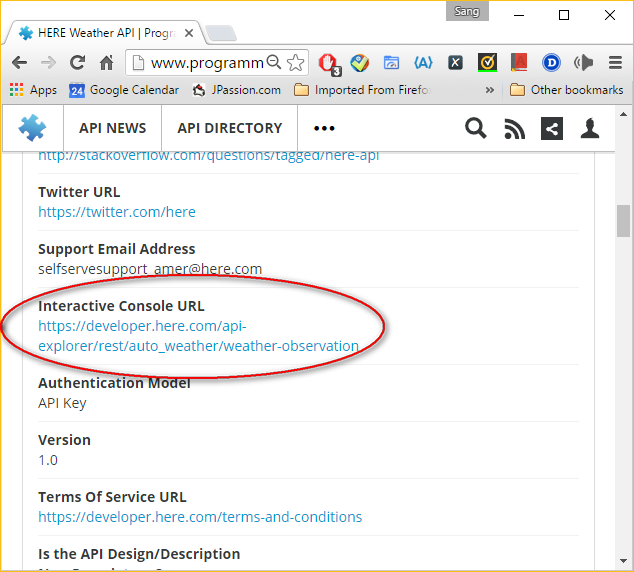 Sang
HERE Weather API | Progra
www.programm
3
Apps
24 Google Calendar
JPassion.com
Imported From Firefo
»
Other bookmarks
API NEWS
API DIRECTORY
•••
http://stackoverflow.com/questions/tagged/here-api
Twitter URL
https://twitter.com/here
Support Email Address
selfservesupport_amer@here.com
Interactive Console URL
https://developer.here.com/api-
explorer/rest/auto_weather/weather-observation
Authentication Model
API Key
Version
1.0
Terms Of Service URL
https://developer.here.com/terms-and-conditions
Is the API Design/Description